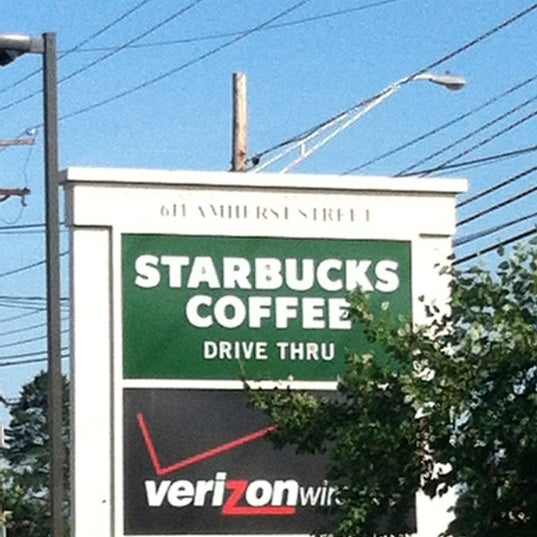 611 AMHERST STREET
STARBUCKS
COFFEE
DRIVE THRU
verizon